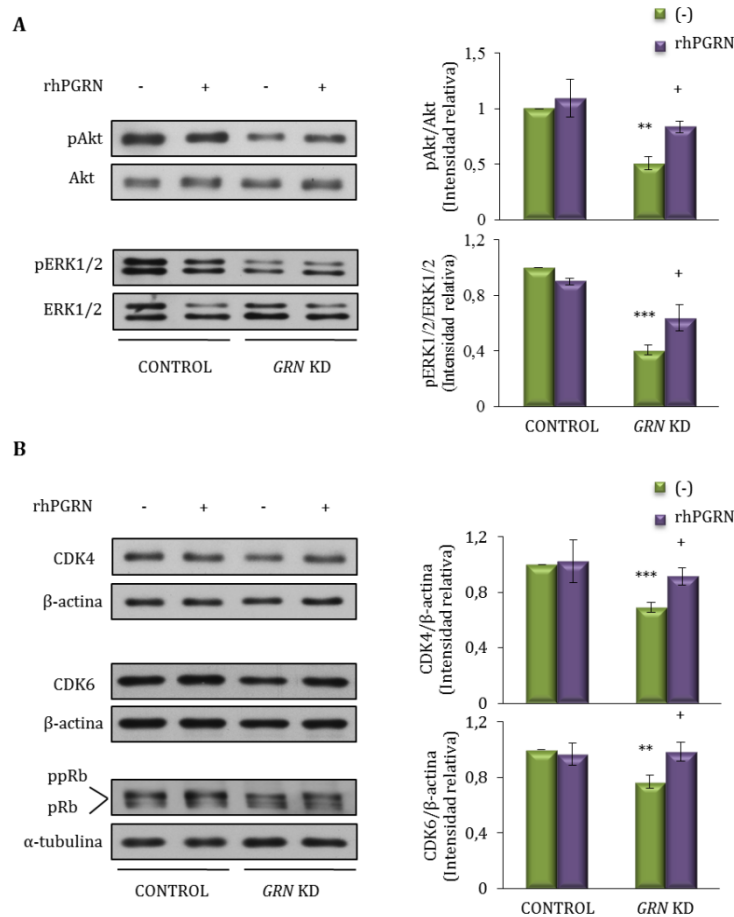 A
rhPGRN - + - +
pAkt
Akt
pERK1/2
ERK1/2
CONTROL GRN KD
(-)
rhPGRN
pAkt/Akt
(Intensidad relativa)
1,5
1
0,5
0
** +
pERK1/2/ERK1/2
(Intensidad relativa)
1,2
0,8
0,4
0
*** +
CONTROL GRN KD
B
rhPGRN - + - +
CDK4
β-actina
CDK6
β-actina
ppRb
pRb
α-tubulina
CONTROL GRN KD
(-)
rhPGRN
CDK4/β-actina
(Intensidad relativa)
1,2
0,8
0,4
0
*** +
CDK6/β-actina
(Intensidad relativa)
1,2
0,8
0,4
0
** +
CONTROL GRN KD